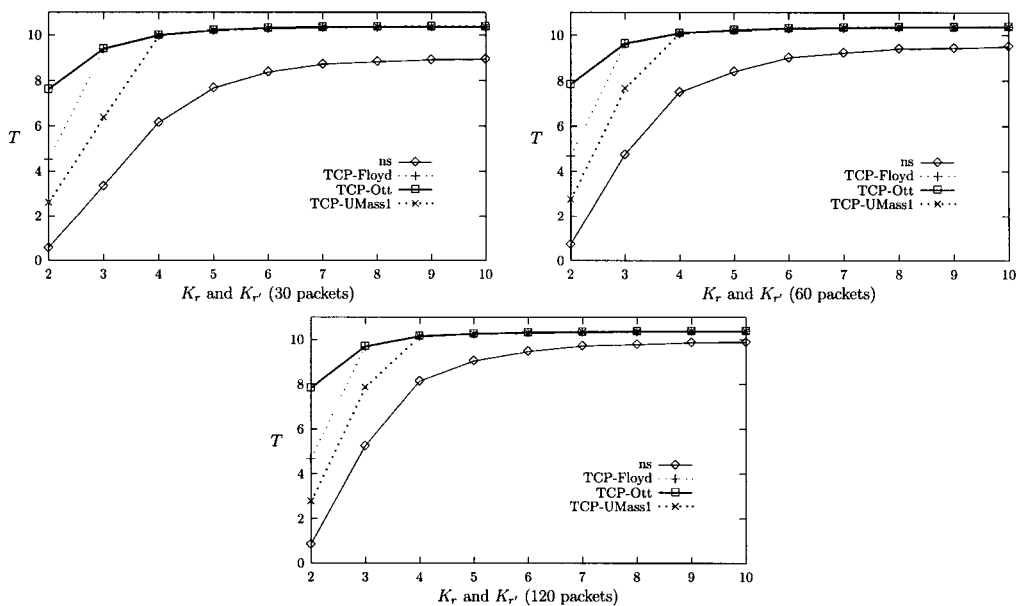 10
8
T
6
4
2
0
ns
TCP-Floyd
TCP-Ott
TCP-UMass1
2 3 4 5 6 7 8 9 10
K_r and K_r' (30 packets)
10
8
T
6
4
2
0
ns
TCP-Floyd
TCP-Ott
TCP-UMass1
2 3 4 5 6 7 8 9 10
K_r and K_r' (60 packets)
10
8
T
6
4
2
0
ns
TCP-Floyd
TCP-Ott
TCP-UMass1
2 3 4 5 6 7 8 9 10
K_r and K_r' (120 packets)